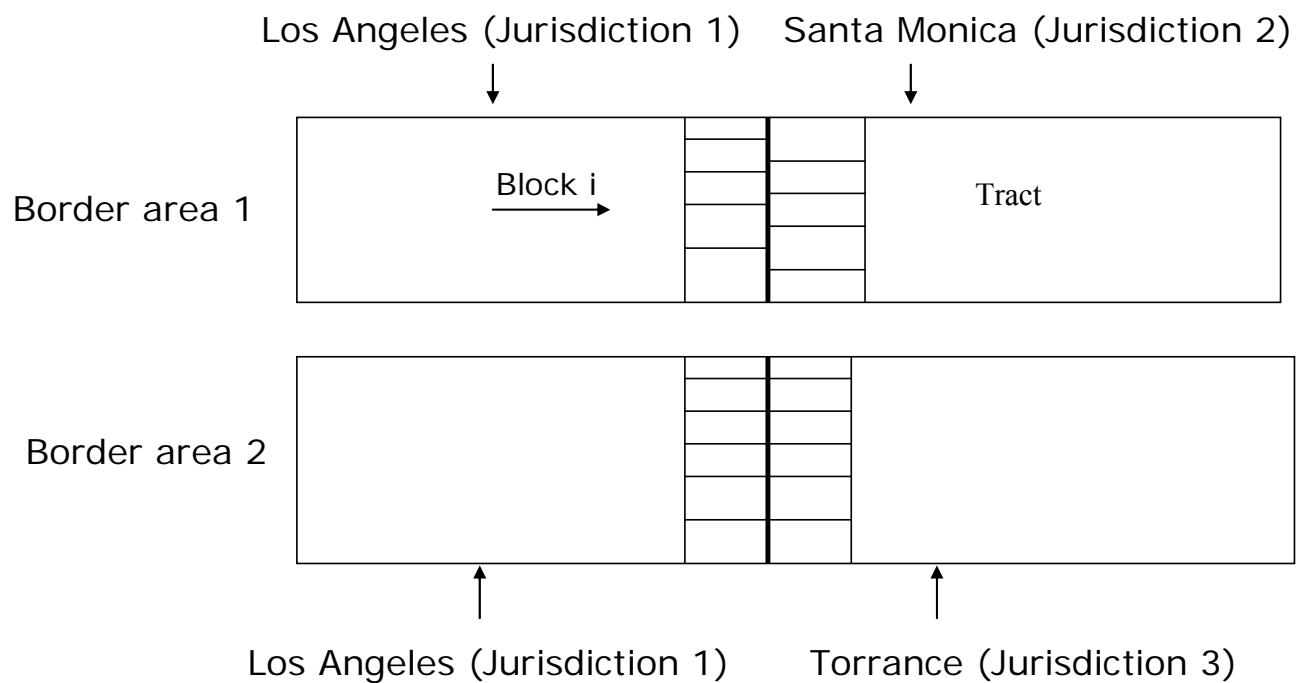 Los Angeles (Jurisdiction 1) Santa Monica (Jurisdiction 2)
Block i
Tract
Border area 1
Border area 2
Los Angeles (Jurisdiction 1) Torrance (Jurisdiction 3)